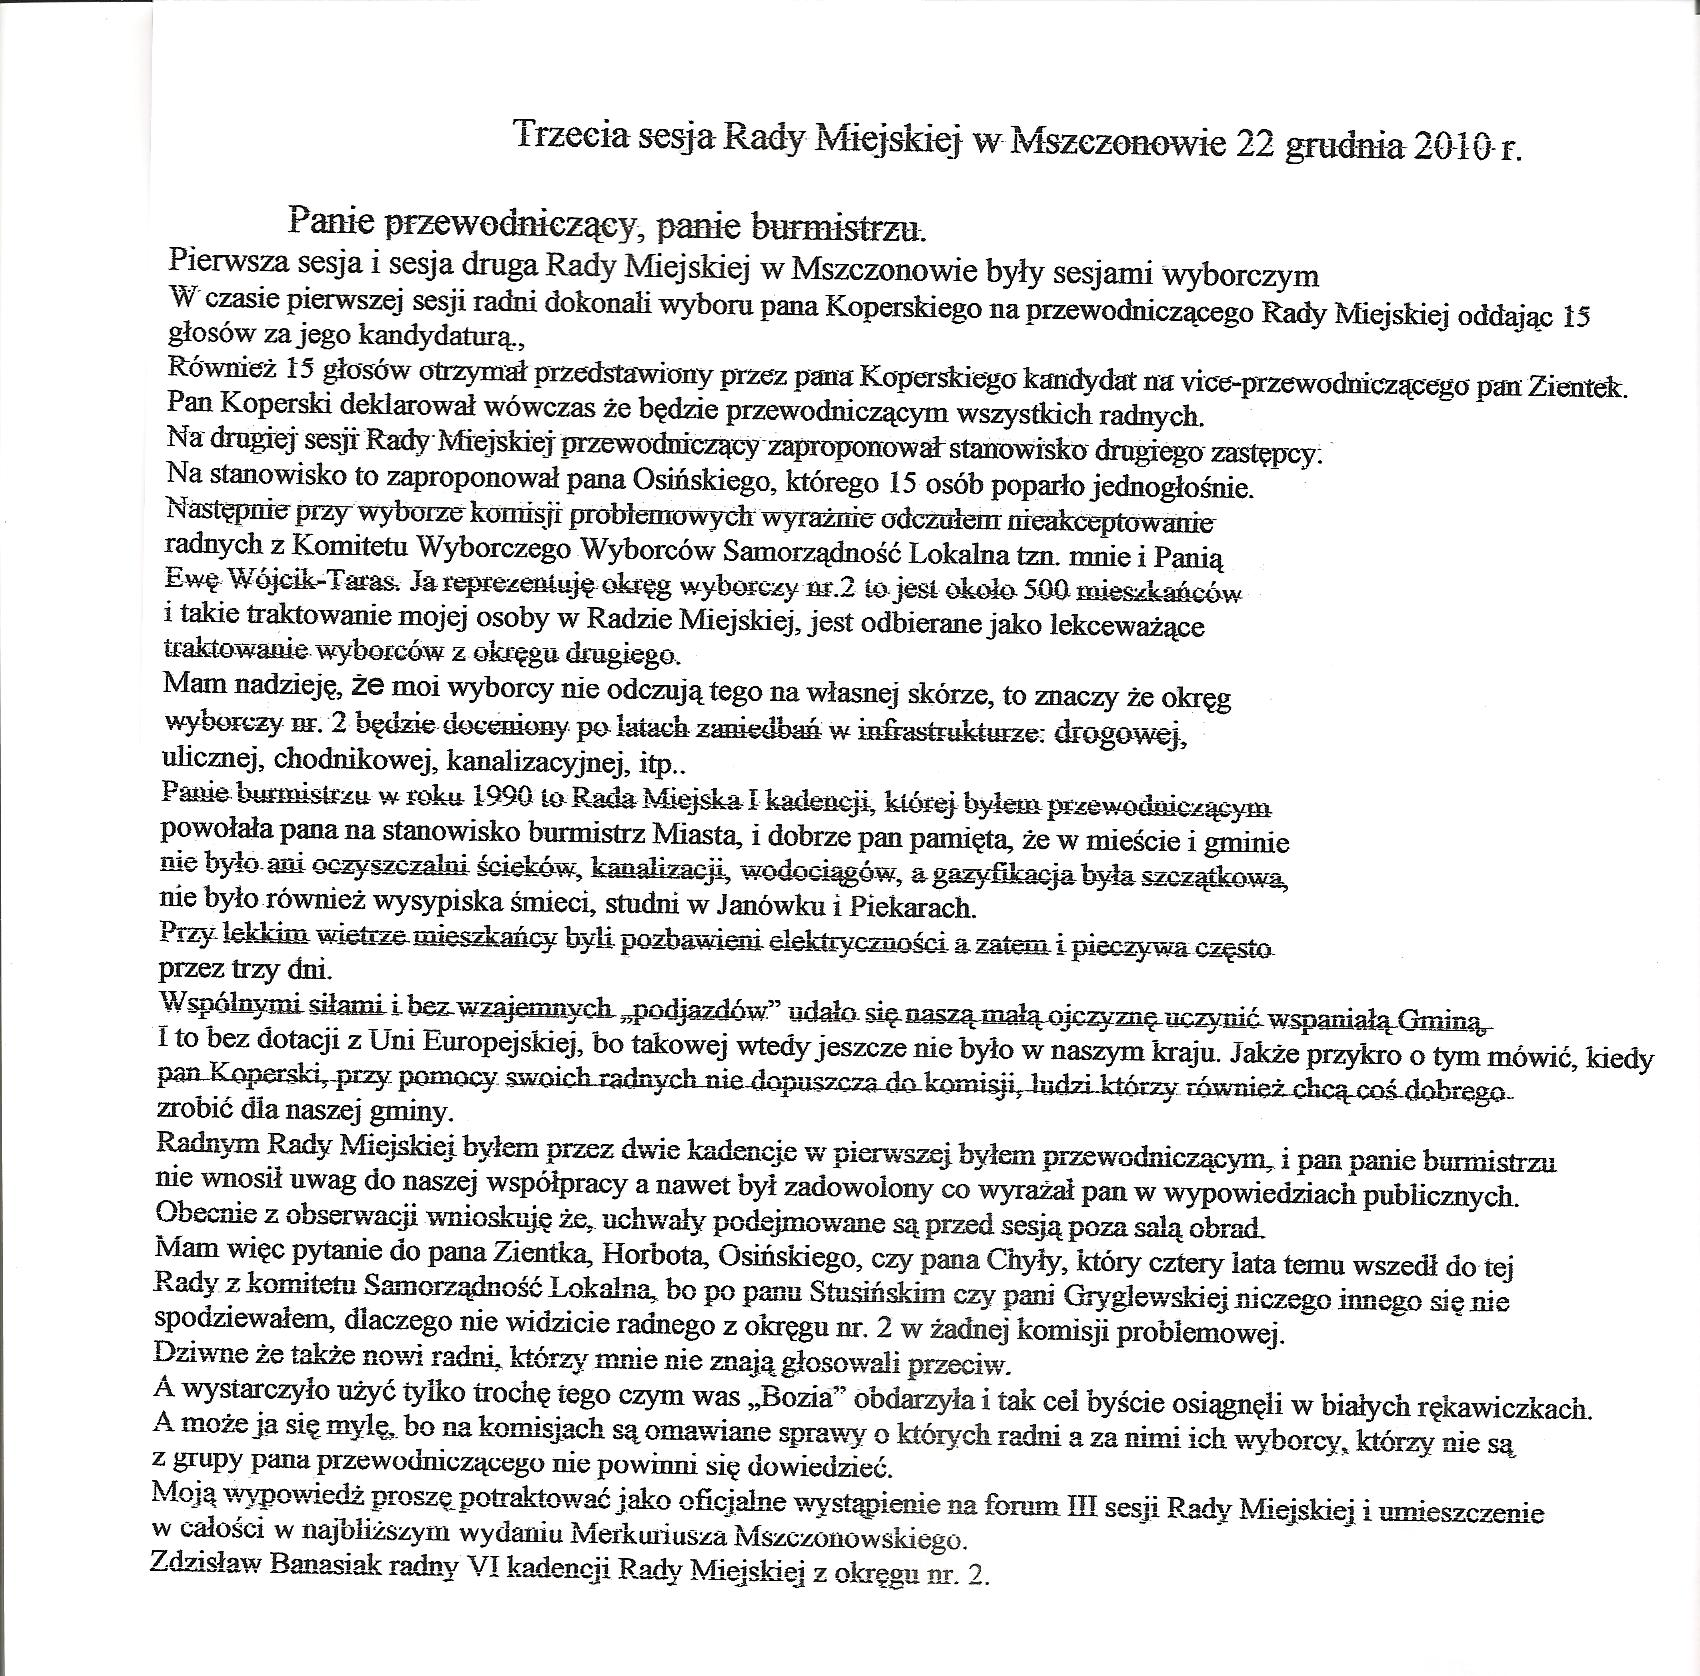 Trzecia sesja Rady Miejskiej w Mszczonowie 22 grudnia 2010 r.
Panie przewodniczący, panie burmistrzu.
Pierwsza sesja i sesja druga Rady Miejskiej w Mszczonowie były sesjami wyborczym
W czasie pierwszej sesji radni dokonali wyboru pana Koperskiego na przewodniczącego Rady Miejskiej oddając 15
głosów za jego kandydaturą.,
Również 15 głosów otrzymał przedstawiony przez pana Koperskiego kandydat na vice-przewodniczącego pan Zientek.
Pan Koperski deklarował wówczas że będzie przewodniczącym wszystkich radnych.
Na drugiej sesji Rady Miejskiej przewodniczący zaproponował stanowisko drugiego zastępcy.
Na stanowisko to zaproponował pana Osińskiego, którego 15 osób poparło jednogłośnie.
Następnie przy wyborze komisji problemowych wyraźnie odczułem nieakceptowanie
radnych z Komitetu Wyborczego Wyborców Samorządność Lokalna tzn. mnie i Panią
Ewę Wójcik-Taras. Ja reprezentuję okręg wyborczy nr.2 to jest około 500 mieszkańców
i takie traktowanie mojej osoby w Radzie Miejskiej, jest odbierane jako lekceważące
traktowanie wyborców z okręgu drugiego.
Mam nadzieję, że moi wyborcy nie odczują tego na własnej skórze, to znaczy że okręg
wyborczy nr. 2 będzie doceniony po latach zaniedbań w infrastrukturze: drogowej,
ulicznej, chodnikowej, kanalizacyjnej, itp..
Panie burmistrzu w roku 1990 to Rada Miejska I kadencji, której byłem przewodniczącym
powołała pana na stanowisko burmistrz Miasta, i dobrze pan pamięta, że w mieście i gminie
nie było ani oczyszczalni ścieków, kanalizacji, wodociągów, a gazyfikacja była szczątkowa,
nie było również wysypiska śmieci, studni w Janówku i Piekarach.
Przy lekkim wietrze mieszkańcy byli pozbawieni elektryczności a zatem i pieczywa często
przez trzy dni.
Wspólnymi siłami i bez wzajemnych „podjazdów” udało się naszą małą ojczyznę uczynić wspaniałą Gminą,
I to bez dotacji z Uni Europejskiej, bo takowej wtedy jeszcze nie było w naszym kraju. Jakże przykro o tym mówić, kiedy
pan Koperski, przy pomocy swoich radnych nie dopuszcza do komisji, ludzi którzy również chcą coś dobrego
zrobić dla naszej gminy.
Radnym Rady Miejskiej byłem przez dwie kadencje w pierwszej byłem przewodniczącym, i pan panie burmistrzu
nie wnosił uwag do naszej współpracy a nawet był zadowolony co wyrażał pan w wypowiedziach publicznych.
Obecnie z obserwacji wnioskuję że, uchwały podejmowane są przed sesją poza salą obrad.
Mam więc pytanie do pana Zientka, Horbota, Osińskiego, czy pana Chyły, który cztery lata temu wszedł do tej
Rady z komitetu Samorządność Lokalna, bo po panu Stusińskim czy pani Gryglewskiej niczego innego się nie
spodziewałem, dlaczego nie widzicie radnego z okręgu nr. 2 w żadnej komisji problemowej.
Dziwne że także nowi radni, którzy mnie nie znają głosowali przeciw.
A wystarczyło użyć tylko trochę tego czym was „Bozia” obdarzyła i tak cel byście osiągnęli w białych rękawiczkach.
A może ja się mylę, bo na komisjach są omawiane sprawy o których radni a za nimi ich wyborcy, którzy nie są
z grupy pana przewodniczącego nie powinni się dowiedzieć.
Moją wypowiedź proszę potraktować jako oficjalne wystąpienie na forum III sesji Rady Miejskiej i umieszczenie
w całości w najbliższym wydaniu Merkuriusza Mszczonowskiego.
Zdzisław Banasiak radny VI kadencji Rady Miejskiej z okręgu nr. 2.